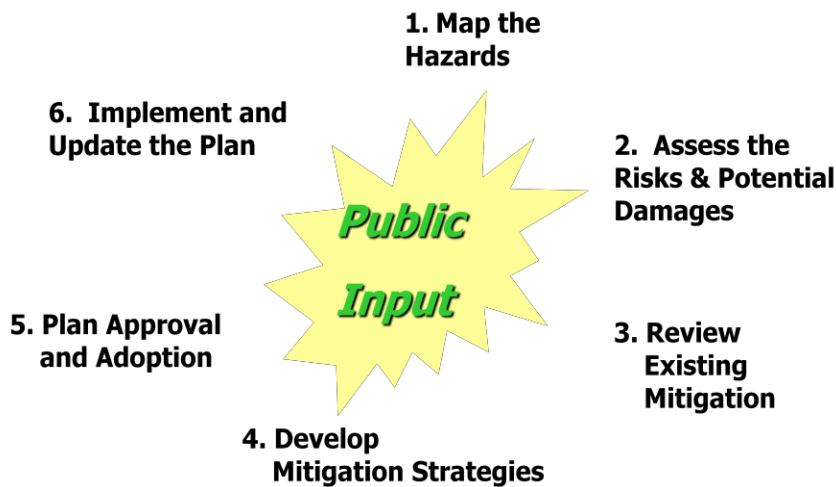 1. Map the
Hazards
2.  Assess the
Risks & Potential
Damages
3. Review
Existing
Mitigation
4. Develop
Mitigation Strategies
5. Plan Approval
and Adoption
6.  Implement and
Update the Plan
Public
Input